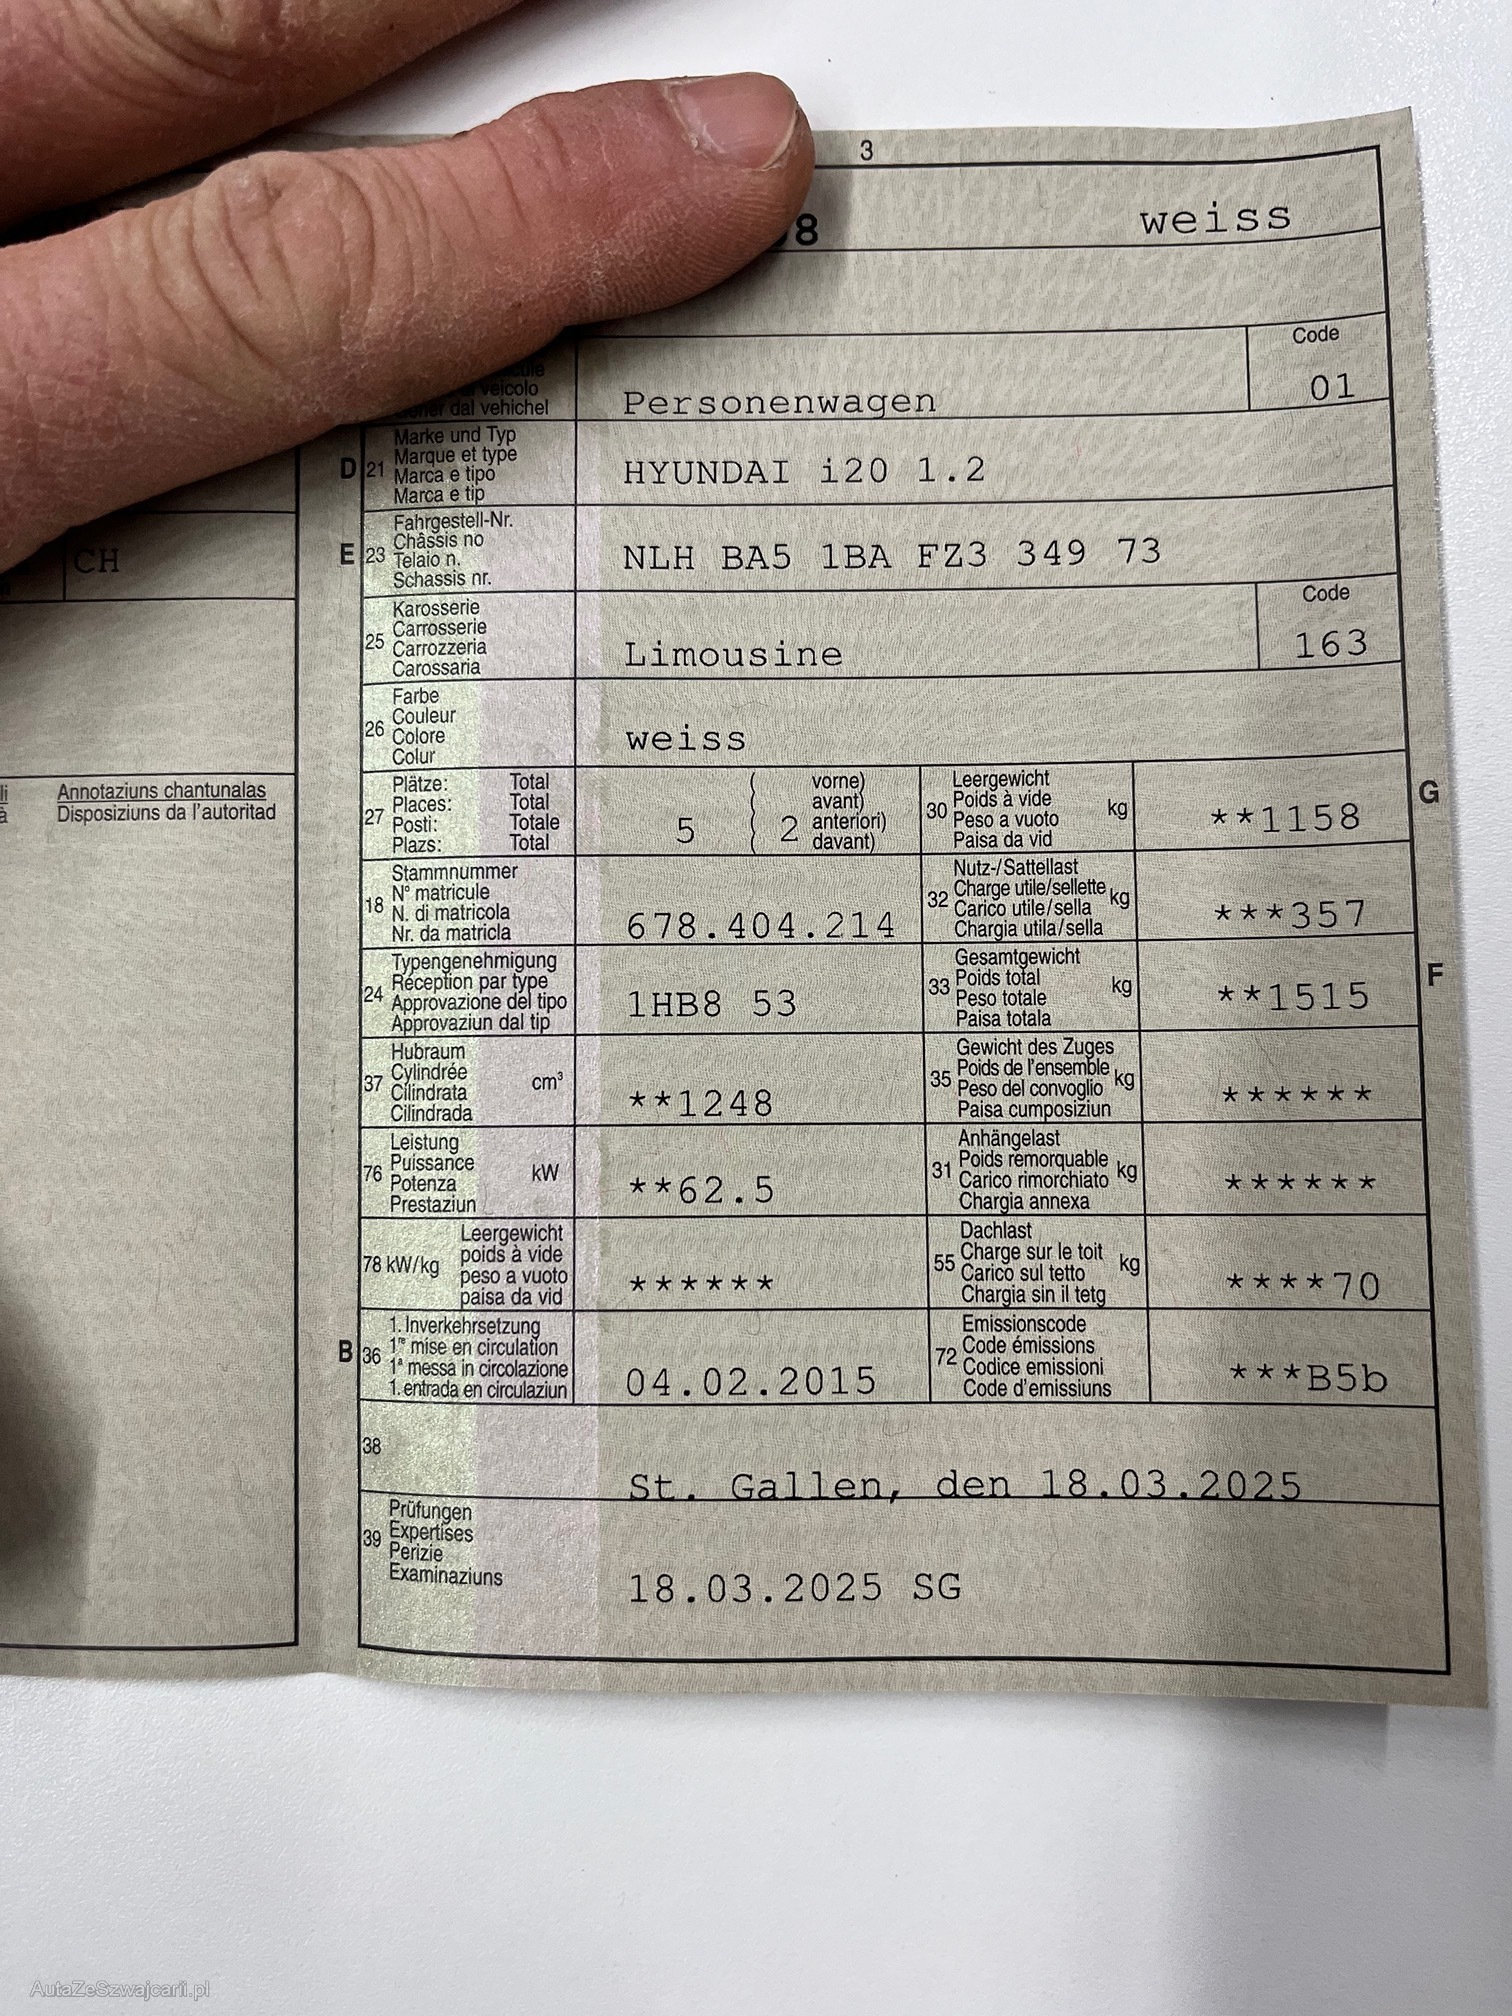 3
8 weiss
Code
veicolo
dal vehichel
Personenwagen
01
D 21
Marke und Typ
Marque et type
Marca e tipo
Marca e tip
HYUNDAI i20 1.2
E 23
Fahrgestell-Nr.
Châssis no
Telaio n.
Schassis nr.
NLH BA5 1BA FZ3 349 73
CH
25
Karosserie
Carrosserie
Carrozzeria
Carossaria
Limousine
Code
163
26
Farbe
Couleur
Colore
Colur
weiss
Annotaziuns chantunalas
Disposiziuns da l'autoritad
27
Plätze: Total
Places: Total
Posti: Totale
Plazs: Total
5
2
vorne)
avant)
anteriori)
davant)
30
Leergewicht
Poids à vide
Peso a vuoto
Paisa da vid
kg
**1158
G
18
Stammnummer
N° matricule
N. di matricola
Nr. da matricla
678.404.214
32
Nutz-/Sattellast
Charge utile/sellette
Carico utile/sella
Chargia utila/sella
kg
***357
24
Typengenehmigung
Réception par type
Approvazione del tipo
Approvaziun dal tip
1HB8 53
33
Gesamtgewicht
Poids total
Peso totale
Paisa totala
kg
**1515
F
37
Hubraum
Cylindrée
Cilindrata
Cilindrada
cm³
**1248
35
Gewicht des Zuges
Poids de l'ensemble
Peso del convoglio
Paisa cumposiziun
kg
******
76
Leistung
Puissance
Potenza
Prestaziun
kW
**62.5
31
Anhängelast
Poids remorquable
Carico rimorchiato
Chargia annexa
kg
******
78 kW/kg
Leergewicht
poids à vide
peso a vuoto
paisa da vid
******
55
Dachlast
Charge sur le toit
Carico sul tetto
Chargia sin il tetg
kg
****70
B 36
1. Inverkehrsetzung
1re mise en circulation
1a messa in circolazione
1. entrada en circulaziun
04.02.2015
72
Emissionscode
Code émissions
Codice emissioni
Code d'emissiuns
***B5b
38
St. Gallen, den 18.03.2025
39
Prüfungen
Expertises
Perizie
Examinaziuns
18.03.2025 SG
AutaZeSzwajcarii.pl